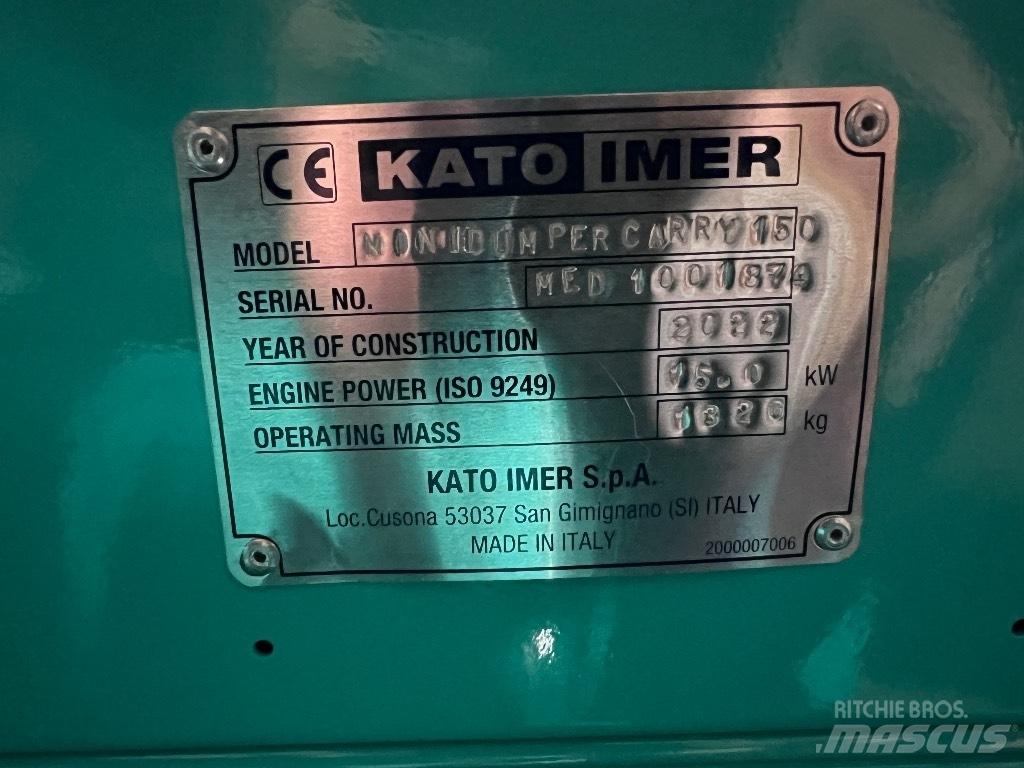 CE KATO IMER
MODEL MINIDUMPER CARRY 150
SERIAL NO. MED 1001874
YEAR OF CONSTRUCTION 2022
ENGINE POWER (ISO 9249) 15.0 kW
OPERATING MASS 1320 kg
KATO IMER S.p.A.
Loc.Cusona 53037 San Gimignano (SI) ITALY
MADE IN ITALY 2000007006
RITCHIE BROS.
MASCUS